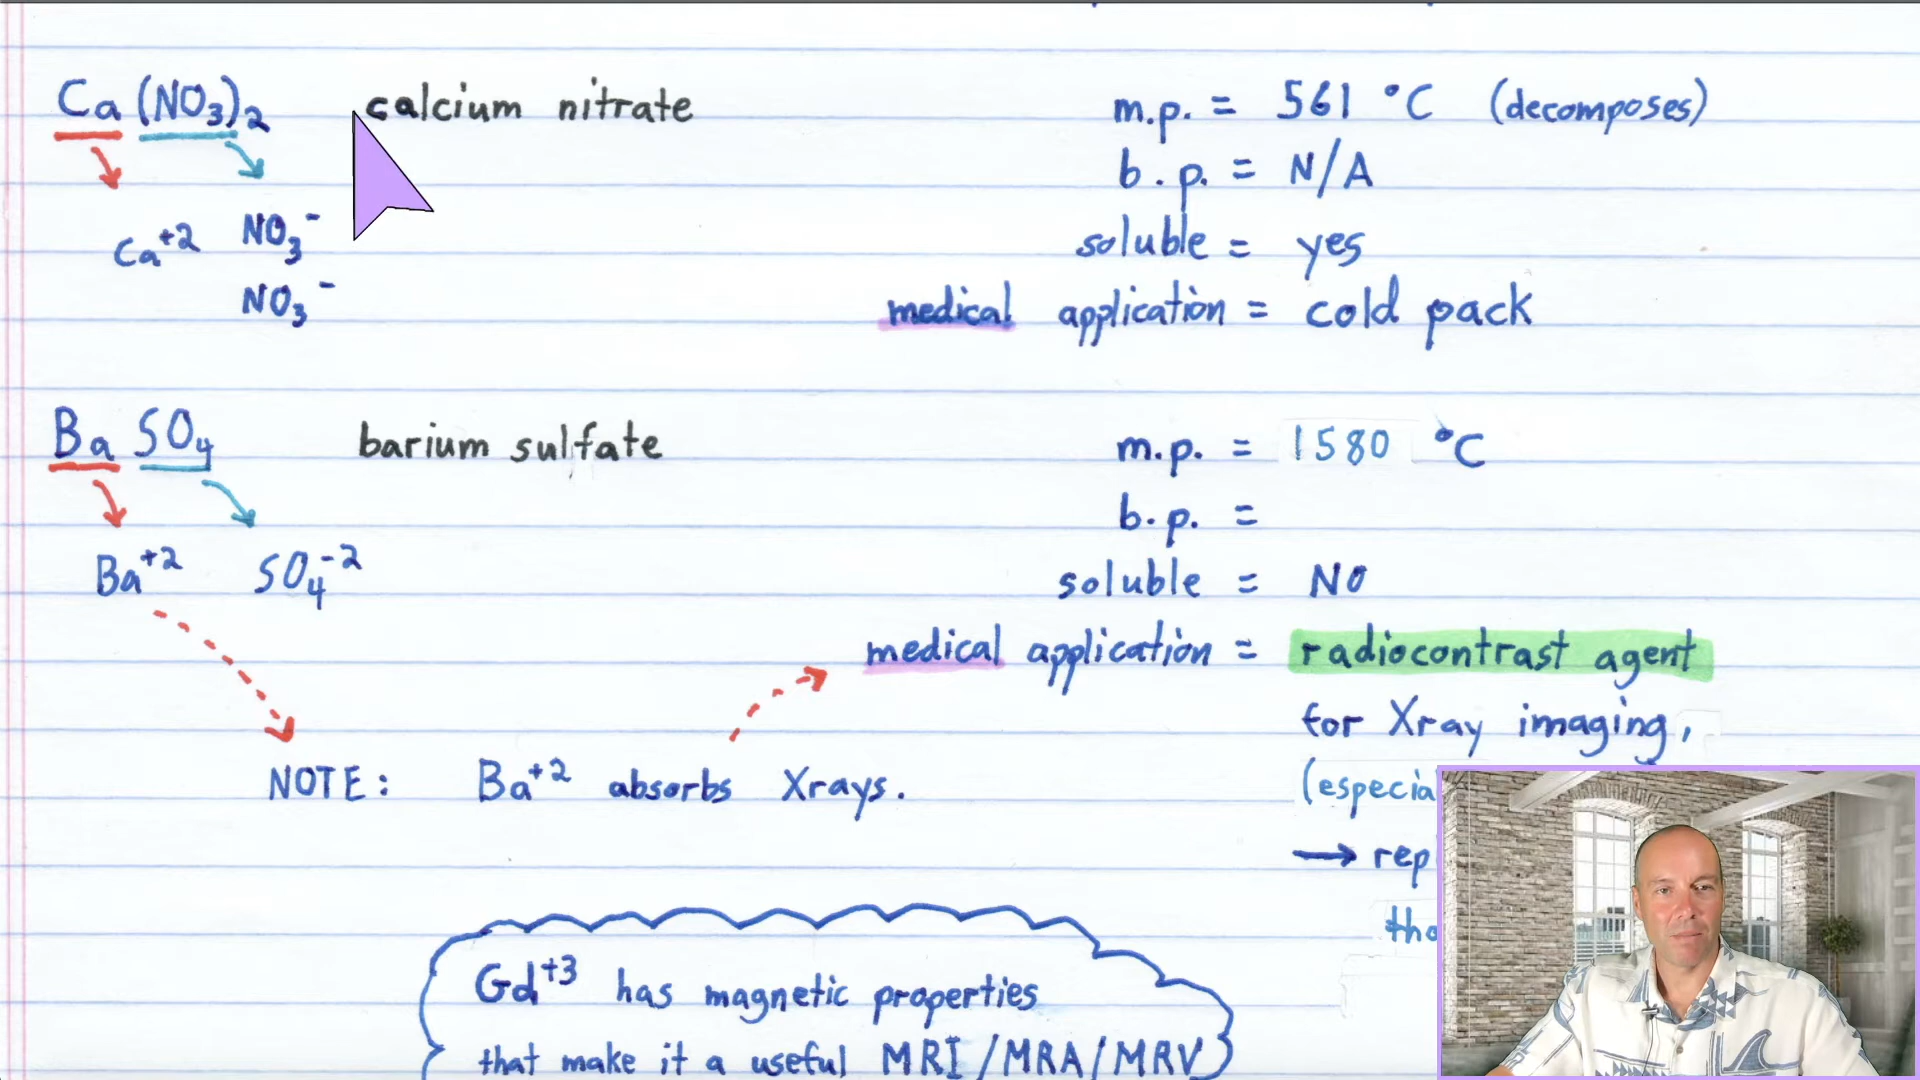 Ca(NO₃)₂ calcium nitrate m.p. = 561 °C (decomposes)
b.p. = N/A
Ca⁺² NO₃⁻ soluble = yes
NO₃⁻ medical application = cold pack
BaSO₄ barium sulfate m.p. = 1580 °C
b.p. =
Ba⁺² SO₄⁻² soluble = NO
medical application = radiocontrast agent
for Xray imaging,
NOTE: Ba⁺² absorbs Xrays.
Gd⁺³ has magnetic properties
that make it a useful MRI/MRA/MRV